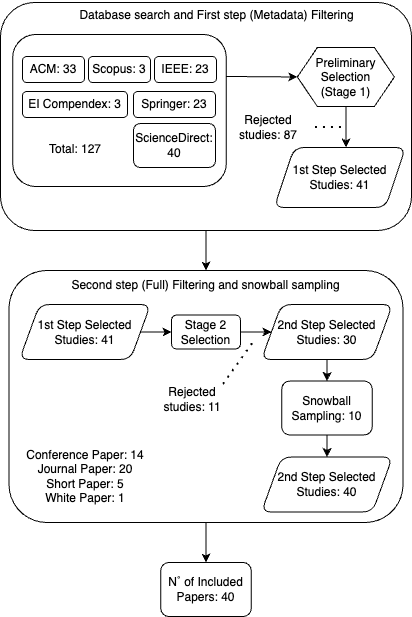 Database search and First step (Metadata) Filtering
ACM: 33
Scopus: 3
IEEE: 23
EI Compendex: 3
Springer: 23
Total: 127
ScienceDirect:
40
Preliminary
Selection
(Stage 1)
Rejected
studies: 87
1st Step Selected
Studies: 41
Second step (Full) Filtering and snowball sampling
1st Step Selected
Studies: 41
Stage 2
Selection
2nd Step Selected
Studies: 30
Rejected
studies: 11
Snowball
Sampling: 10
Conference Paper: 14
Journal Paper: 20
Short Paper: 5
White Paper: 1
2nd Step Selected
Studies: 40
N° of Included
Papers: 40